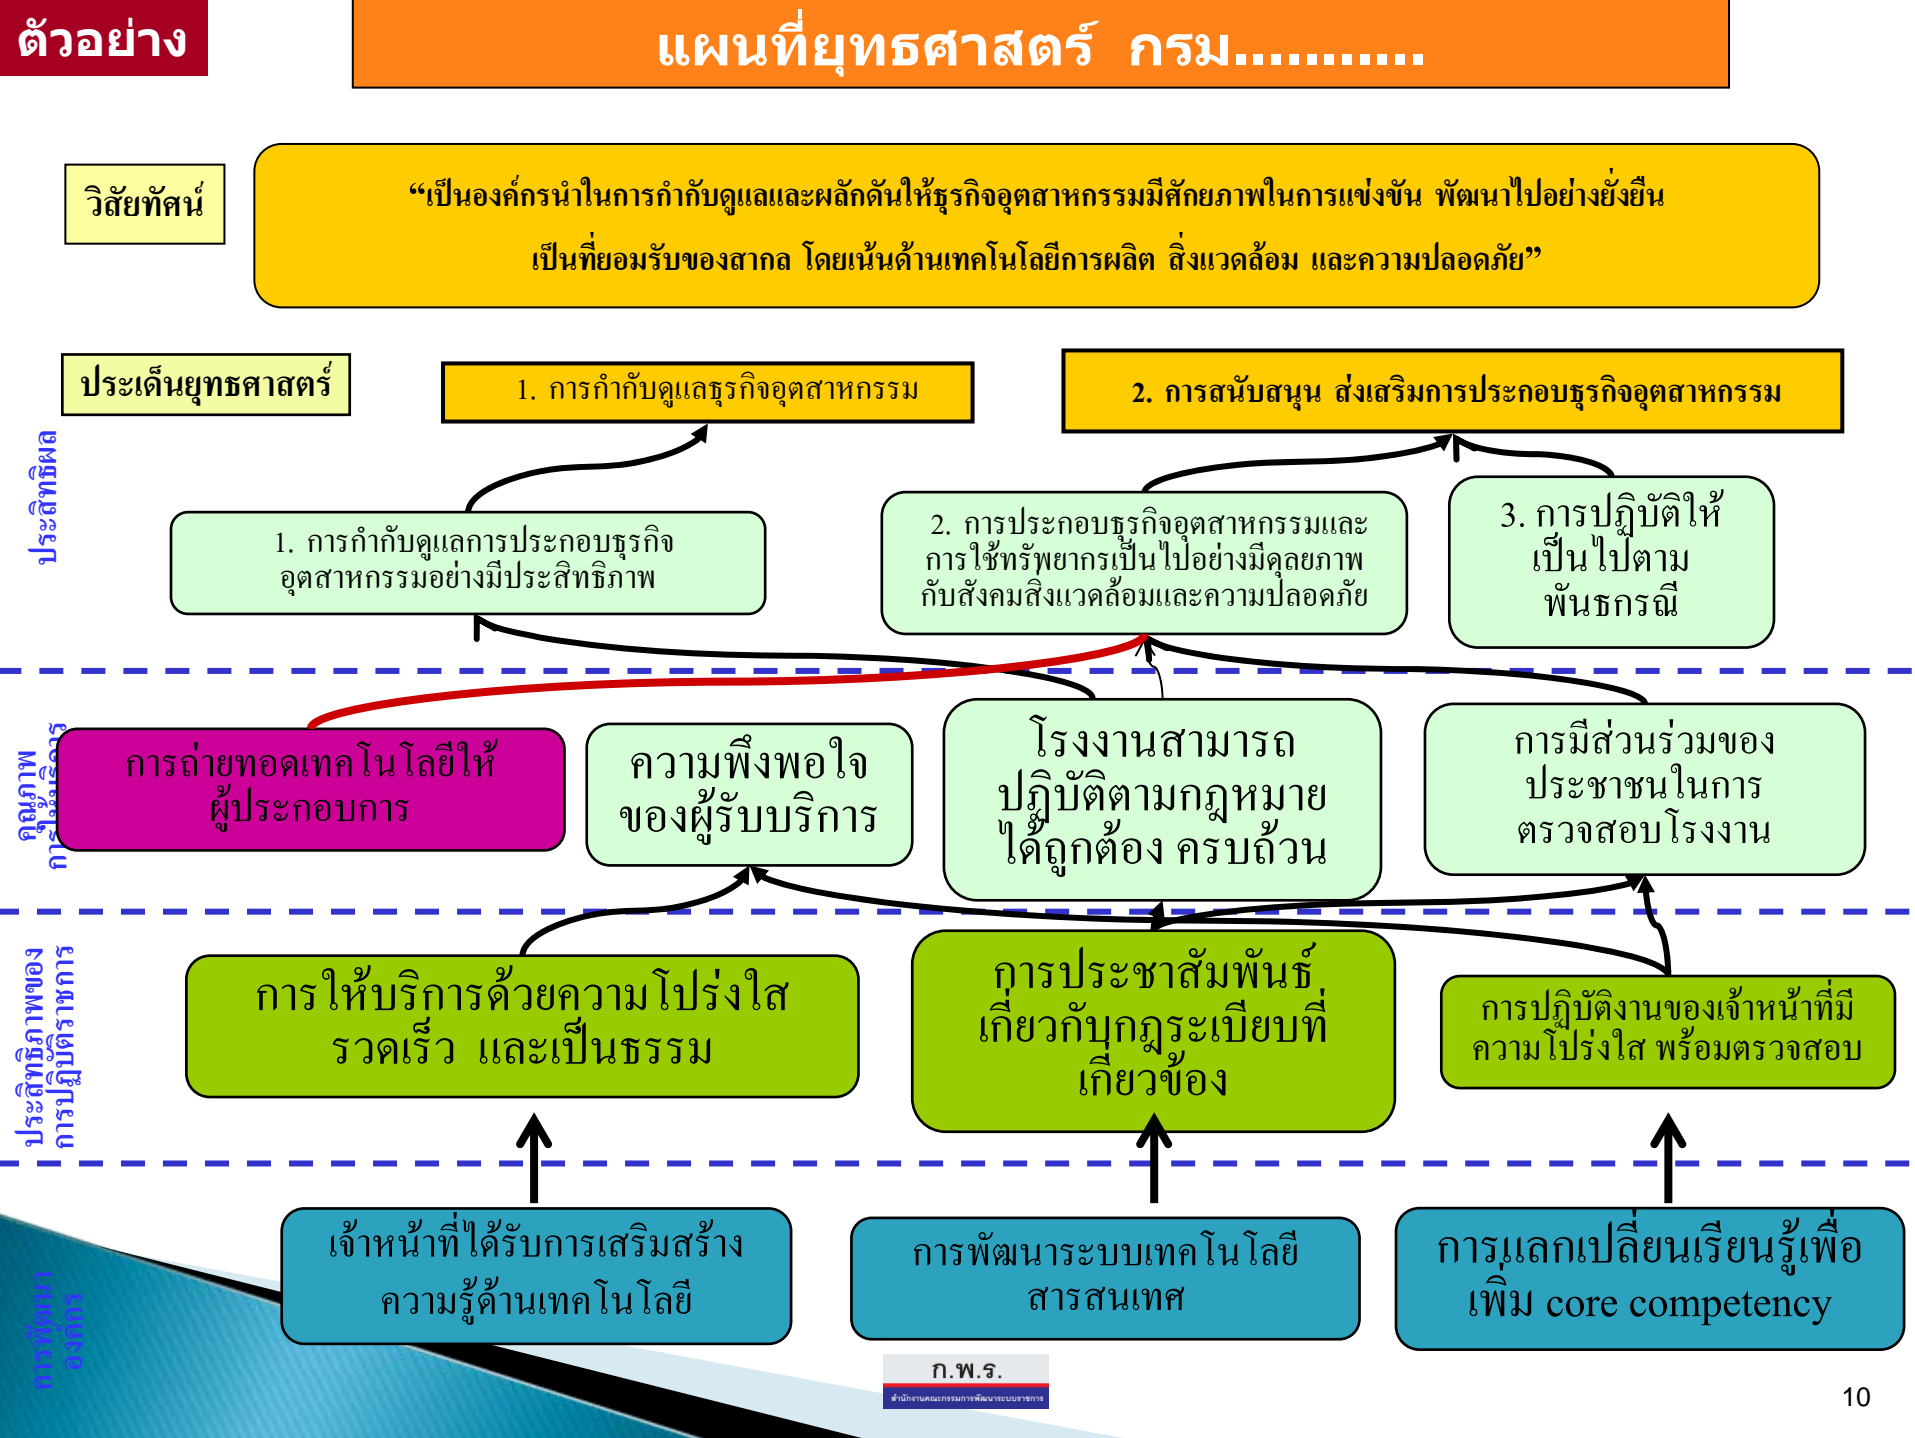 ตัวอย่าง
แผนที่ยุทธศาสตร์ กรม...........
วิสัยทัศน์
“เป็นองค์กรนำในการกำกับดูแลและผลักดันให้ธุรกิจอุตสาหกรรมมีศักยภาพในการแข่งขัน พัฒนาไปอย่างยั่งยืน
เป็นที่ยอมรับของสากล โดยเน้นด้านเทคโนโลยีการผลิต สิ่งแวดล้อม และความปลอดภัย”
ประเด็นยุทธศาสตร์
1. การกำกับดูแลธุรกิจอุตสาหกรรม
2. การสนับสนุน ส่งเสริมการประกอบธุรกิจอุตสาหกรรม
ประสิทธิผล
1. การกำกับดูแลการประกอบธุรกิจ
อุตสาหกรรมอย่างมีประสิทธิภาพ
2. การประกอบธุรกิจอุตสาหกรรมและ
การใช้ทรัพยากรเป็นไปอย่างมีดุลยภาพ
กับสังคมสิ่งแวดล้อมและความปลอดภัย
3. การปฏิบัติให้
เป็นไปตาม
พันธกรณี
คุณภาพ
การให้บริการ
การถ่ายทอดเทคโนโลยีให้
ผู้ประกอบการ
ความพึงพอใจ
ของผู้รับบริการ
โรงงานสามารถ
ปฏิบัติตามกฎหมาย
ได้ถูกต้อง ครบถ้วน
การมีส่วนร่วมของ
ประชาชนในการ
ตรวจสอบโรงงาน
ประสิทธิภาพของ
การปฏิบัติราชการ
การให้บริการด้วยความโปร่งใส
รวดเร็ว และเป็นธรรม
การประชาสัมพันธ์
เกี่ยวกับกฎระเบียบที่
เกี่ยวข้อง
การปฏิบัติงานของเจ้าหน้าที่มี
ความโปร่งใส พร้อมตรวจสอบ
การพัฒนา
องค์กร
เจ้าหน้าที่ได้รับการเสริมสร้าง
ความรู้ด้านเทคโนโลยี
การพัฒนาระบบเทคโนโลยี
สารสนเทศ
การแลกเปลี่ยนเรียนรู้เพื่อ
เพิ่ม core competency
ก.พ.ร.
สำนักงานคณะกรรมการพัฒนาระบบราชการ
10